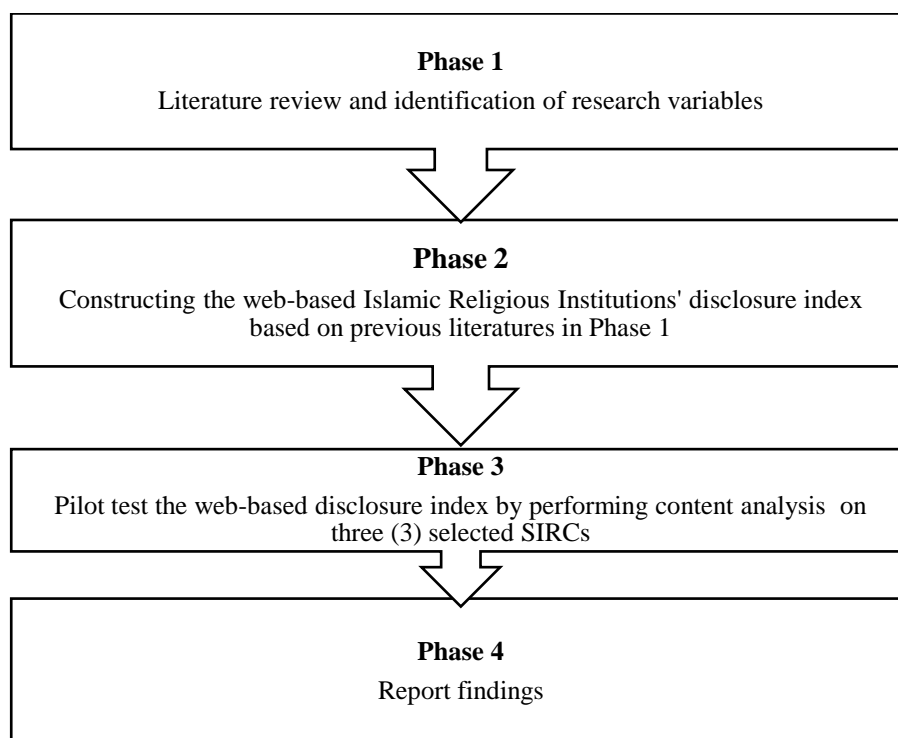 Phase 1
Literature review and identification of research variables
Phase 2
Constructing the web-based Islamic Religious Institutions' disclosure index
based on previous literatures in Phase 1
Phase 3
Pilot test the web-based disclosure index by performing content analysis on
three (3) selected SIRCs
Phase 4
Report findings